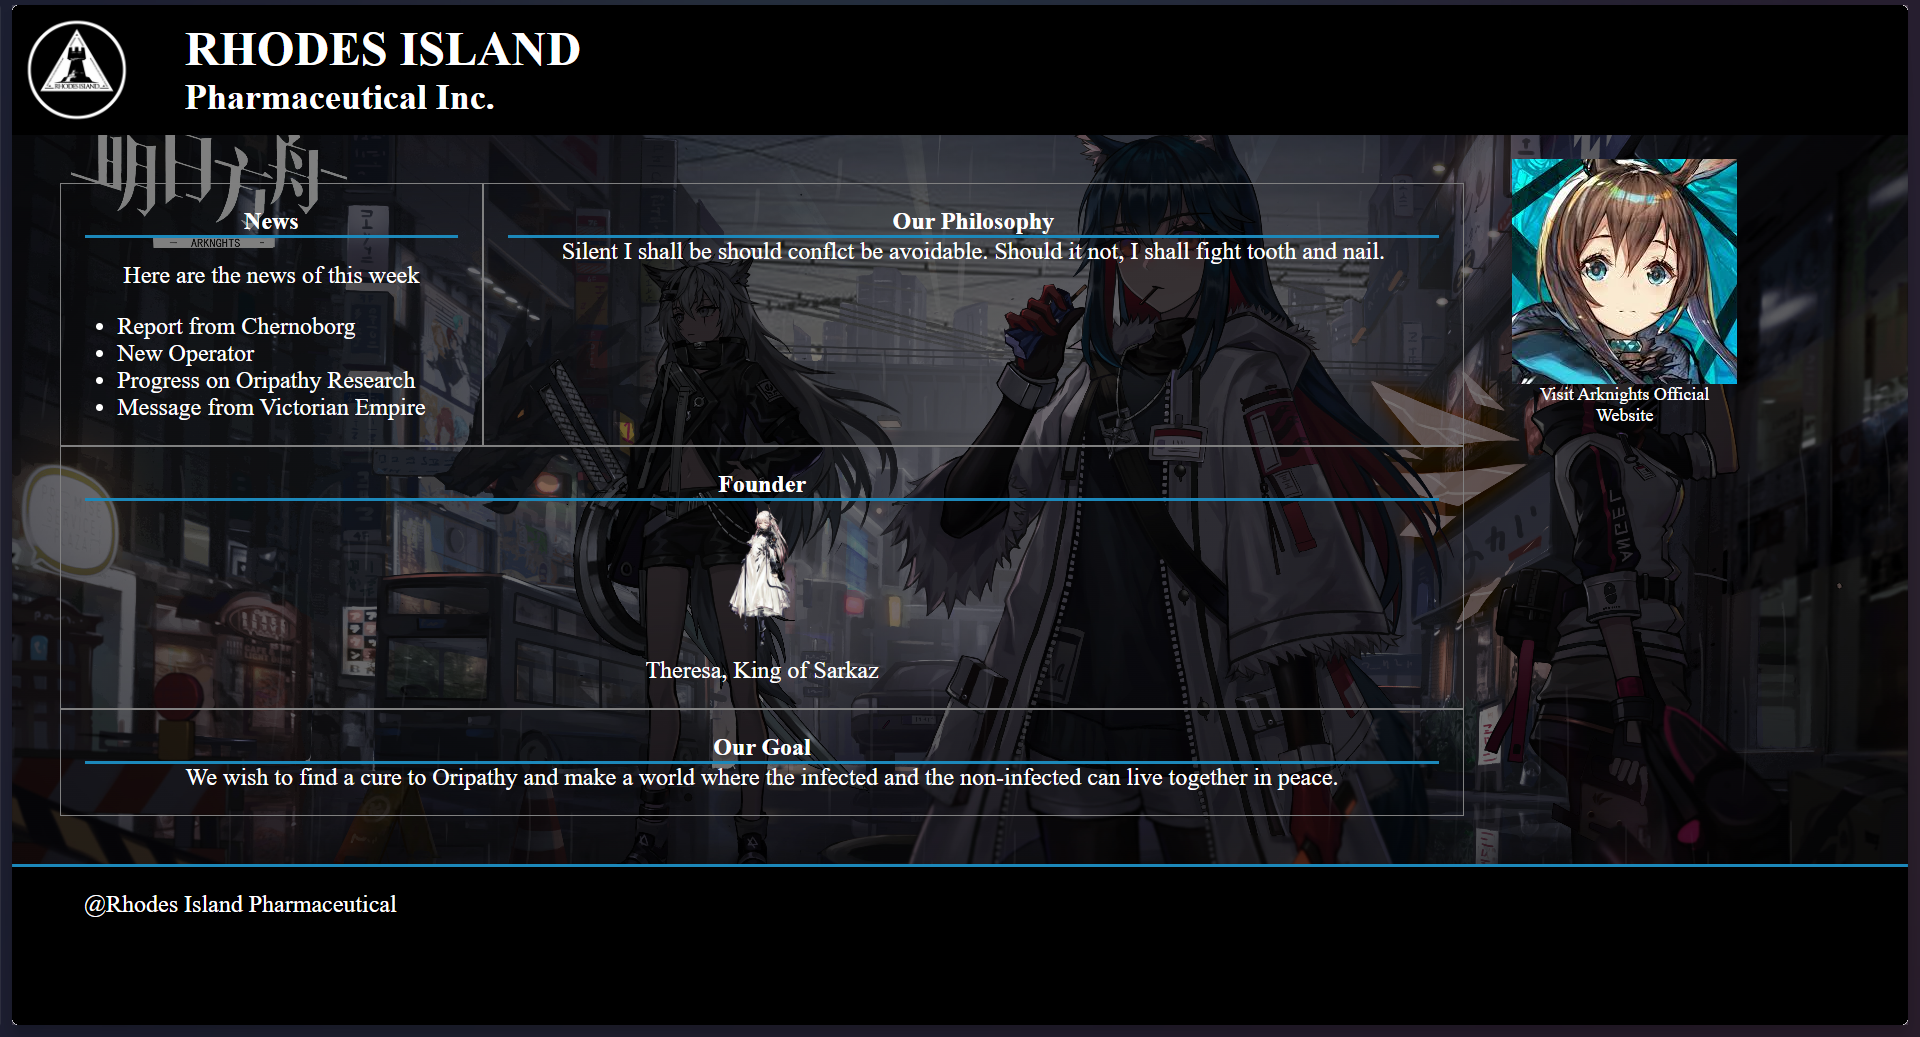 RHODES ISLAND
RHODES ISLAND
Pharmaceutical Inc.
明日方舟
ARKNGHTS
News
Here are the news of this week
Report from Chernoborg
New Operator
Progress on Oripathy Research
Message from Victorian Empire
Our Philosophy
Silent I shall be should conflct be avoidable. Should it not, I shall fight tooth and nail.
Visit Arknights Official
Website
Founder
Theresa, King of Sarkaz
Our Goal
We wish to find a cure to Oripathy and make a world where the infected and the non-infected can live together in peace.
@Rhodes Island Pharmaceutical